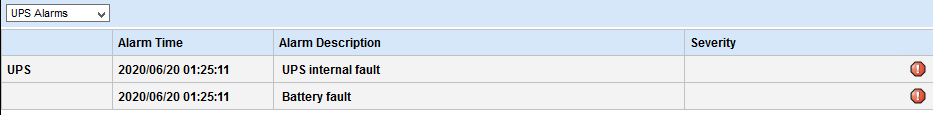 UPS Alarms
Alarm Time Alarm Description Severity
UPS 2020/06/20 01:25:11 UPS internal fault
2020/06/20 01:25:11 Battery fault